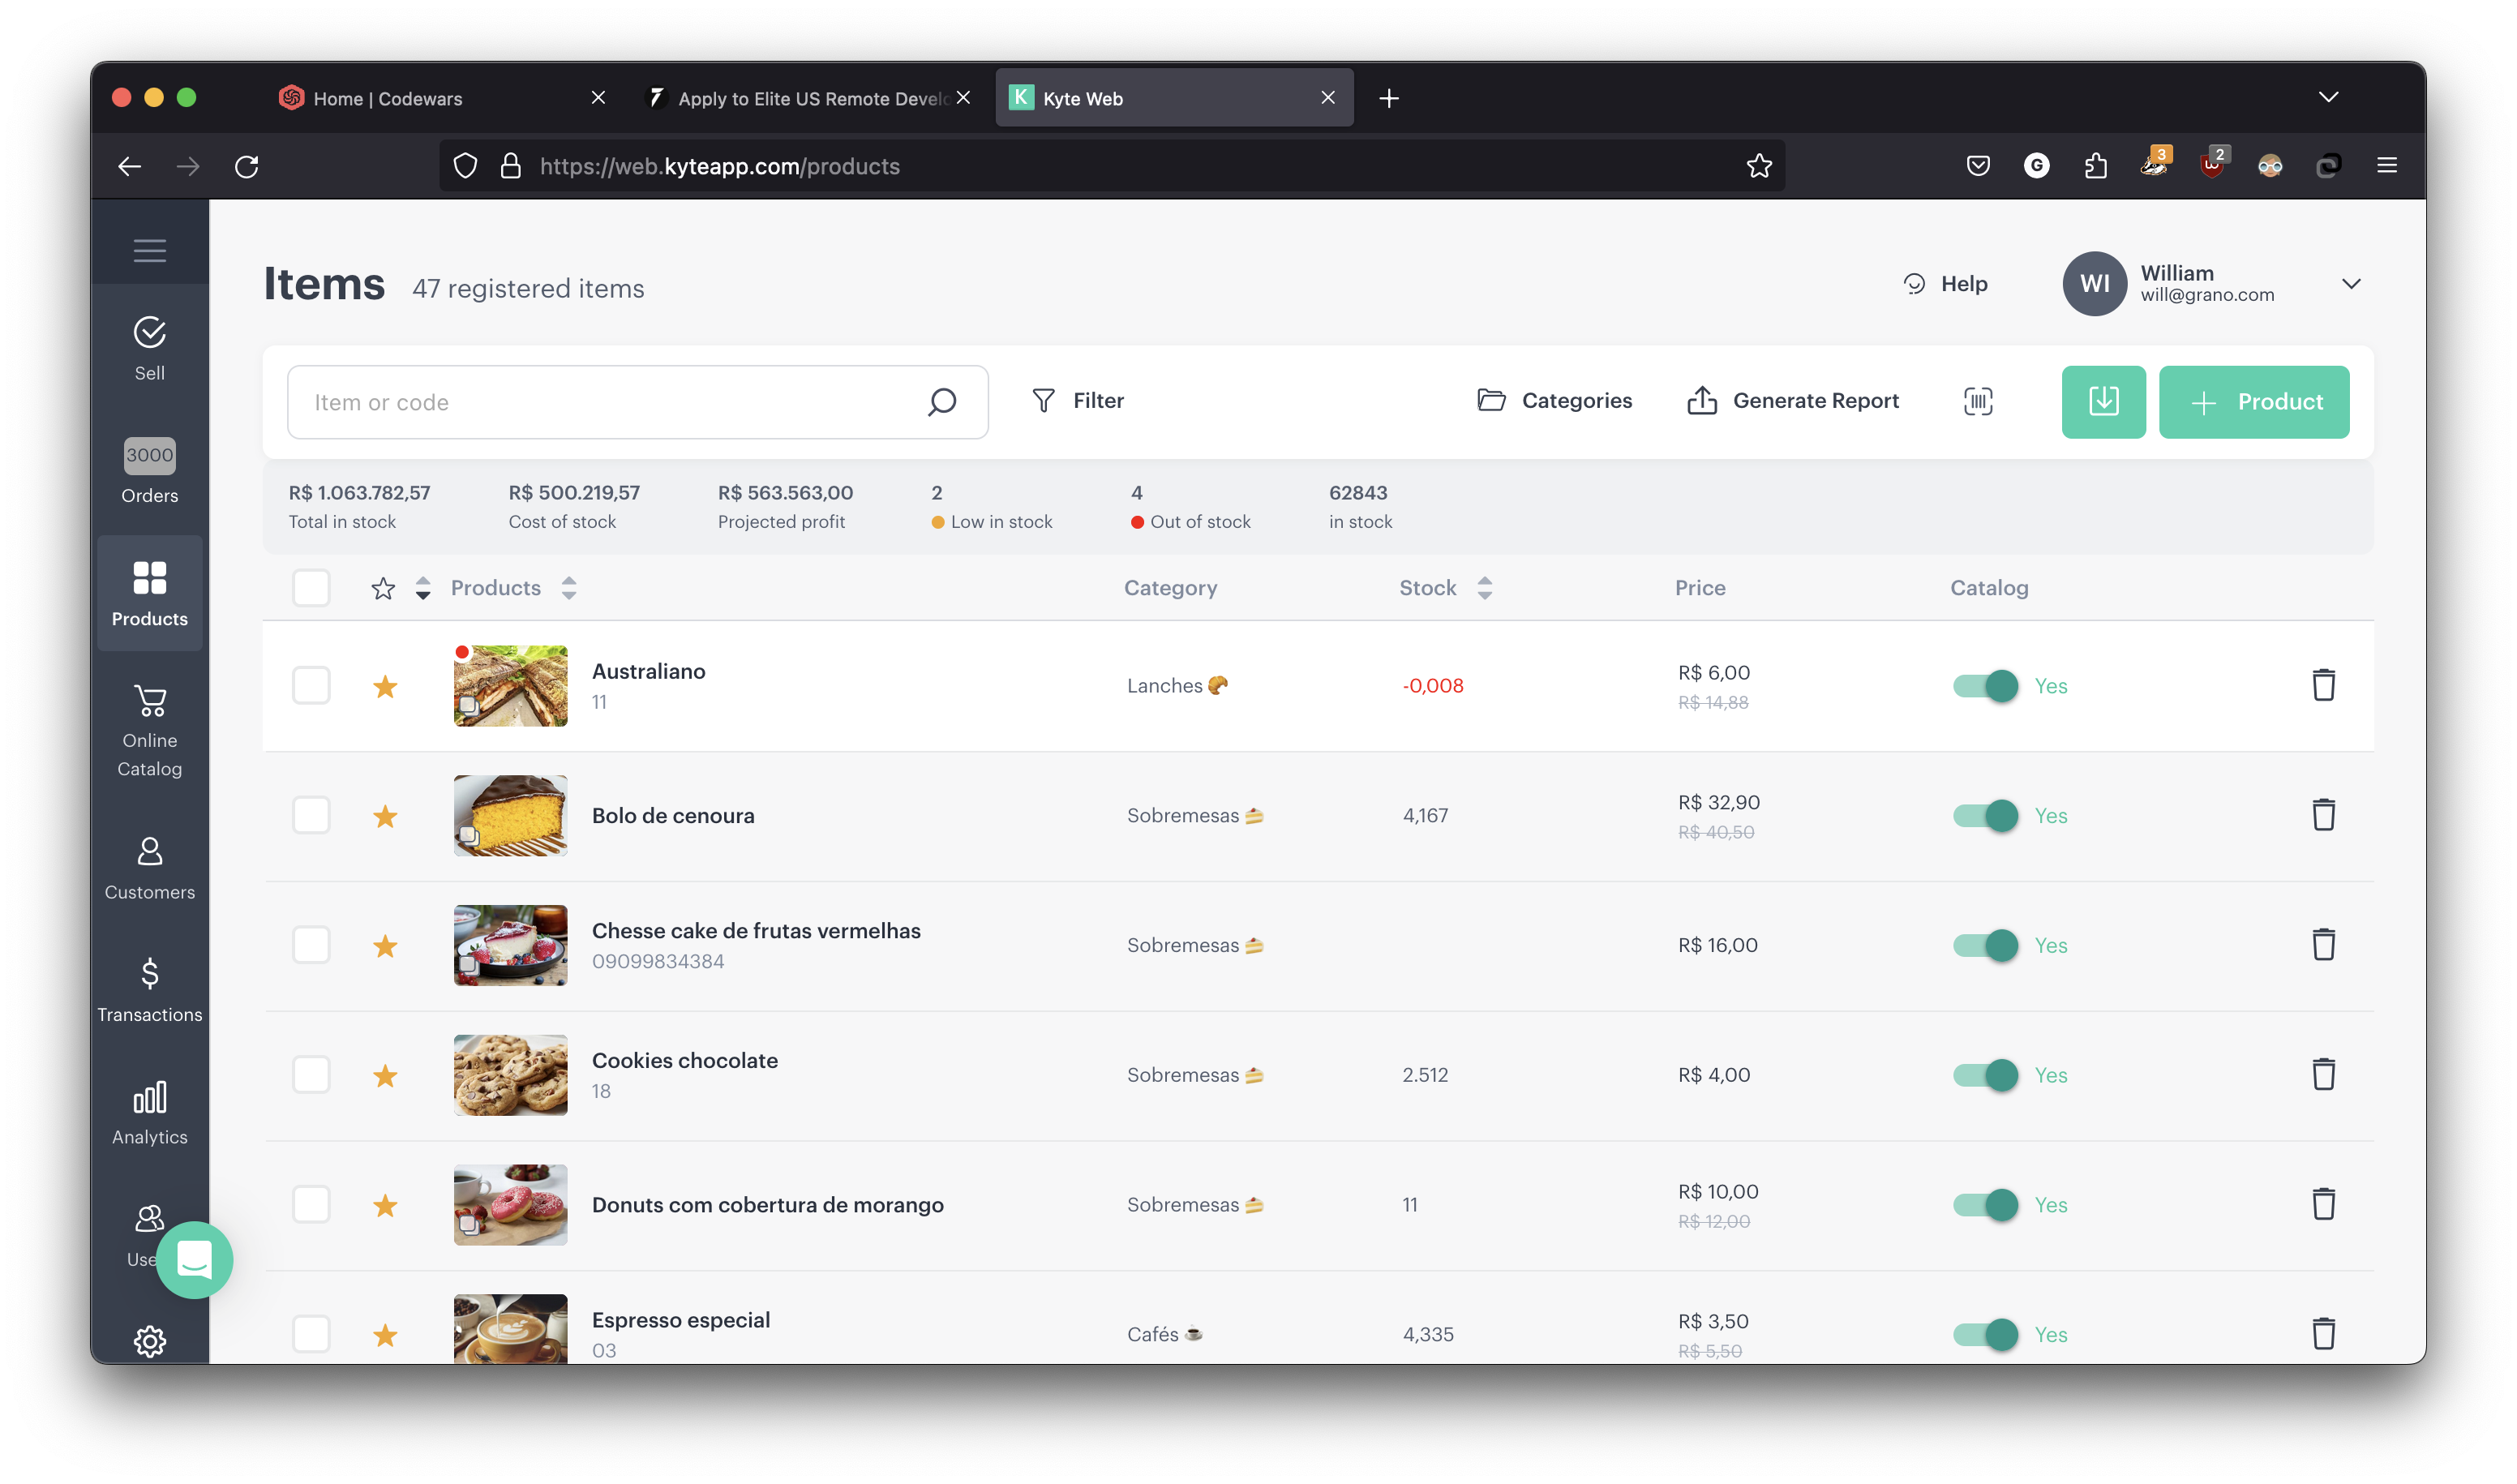 Home | Codewars
Apply to Elite US Remote Develo
K Kyte Web
https://web.kyteapp.com/products
G
3
2
Items
47 registered items
Help
WI
William
will@grano.com
Sell
3000
Orders
Products
Online
Catalog
Customers
Transactions
Analytics
Use
Item or code
Filter
Categories
Generate Report
Product
R$ 1.063.782,57
Total in stock
R$ 500.219,57
Cost of stock
R$ 563.563,00
Projected profit
2
Low in stock
4
Out of stock
62843
in stock
Products
Category
Stock
Price
Catalog
Australiano
11
Lanches 🥐
-0,008
R$ 6,00
R$ 14,88
Yes
Bolo de cenoura
Sobremesas 🍰
4,167
R$ 32,90
R$ 40,50
Yes
Chesse cake de frutas vermelhas
09099834384
Sobremesas 🍰
R$ 16,00
Yes
Cookies chocolate
18
Sobremesas 🍰
2.512
R$ 4,00
Yes
Donuts com cobertura de morango
Sobremesas 🍰
11
R$ 10,00
R$ 12,00
Yes
Espresso especial
03
Cafés ☕
4,335
R$ 3,50
R$ 5,50
Yes